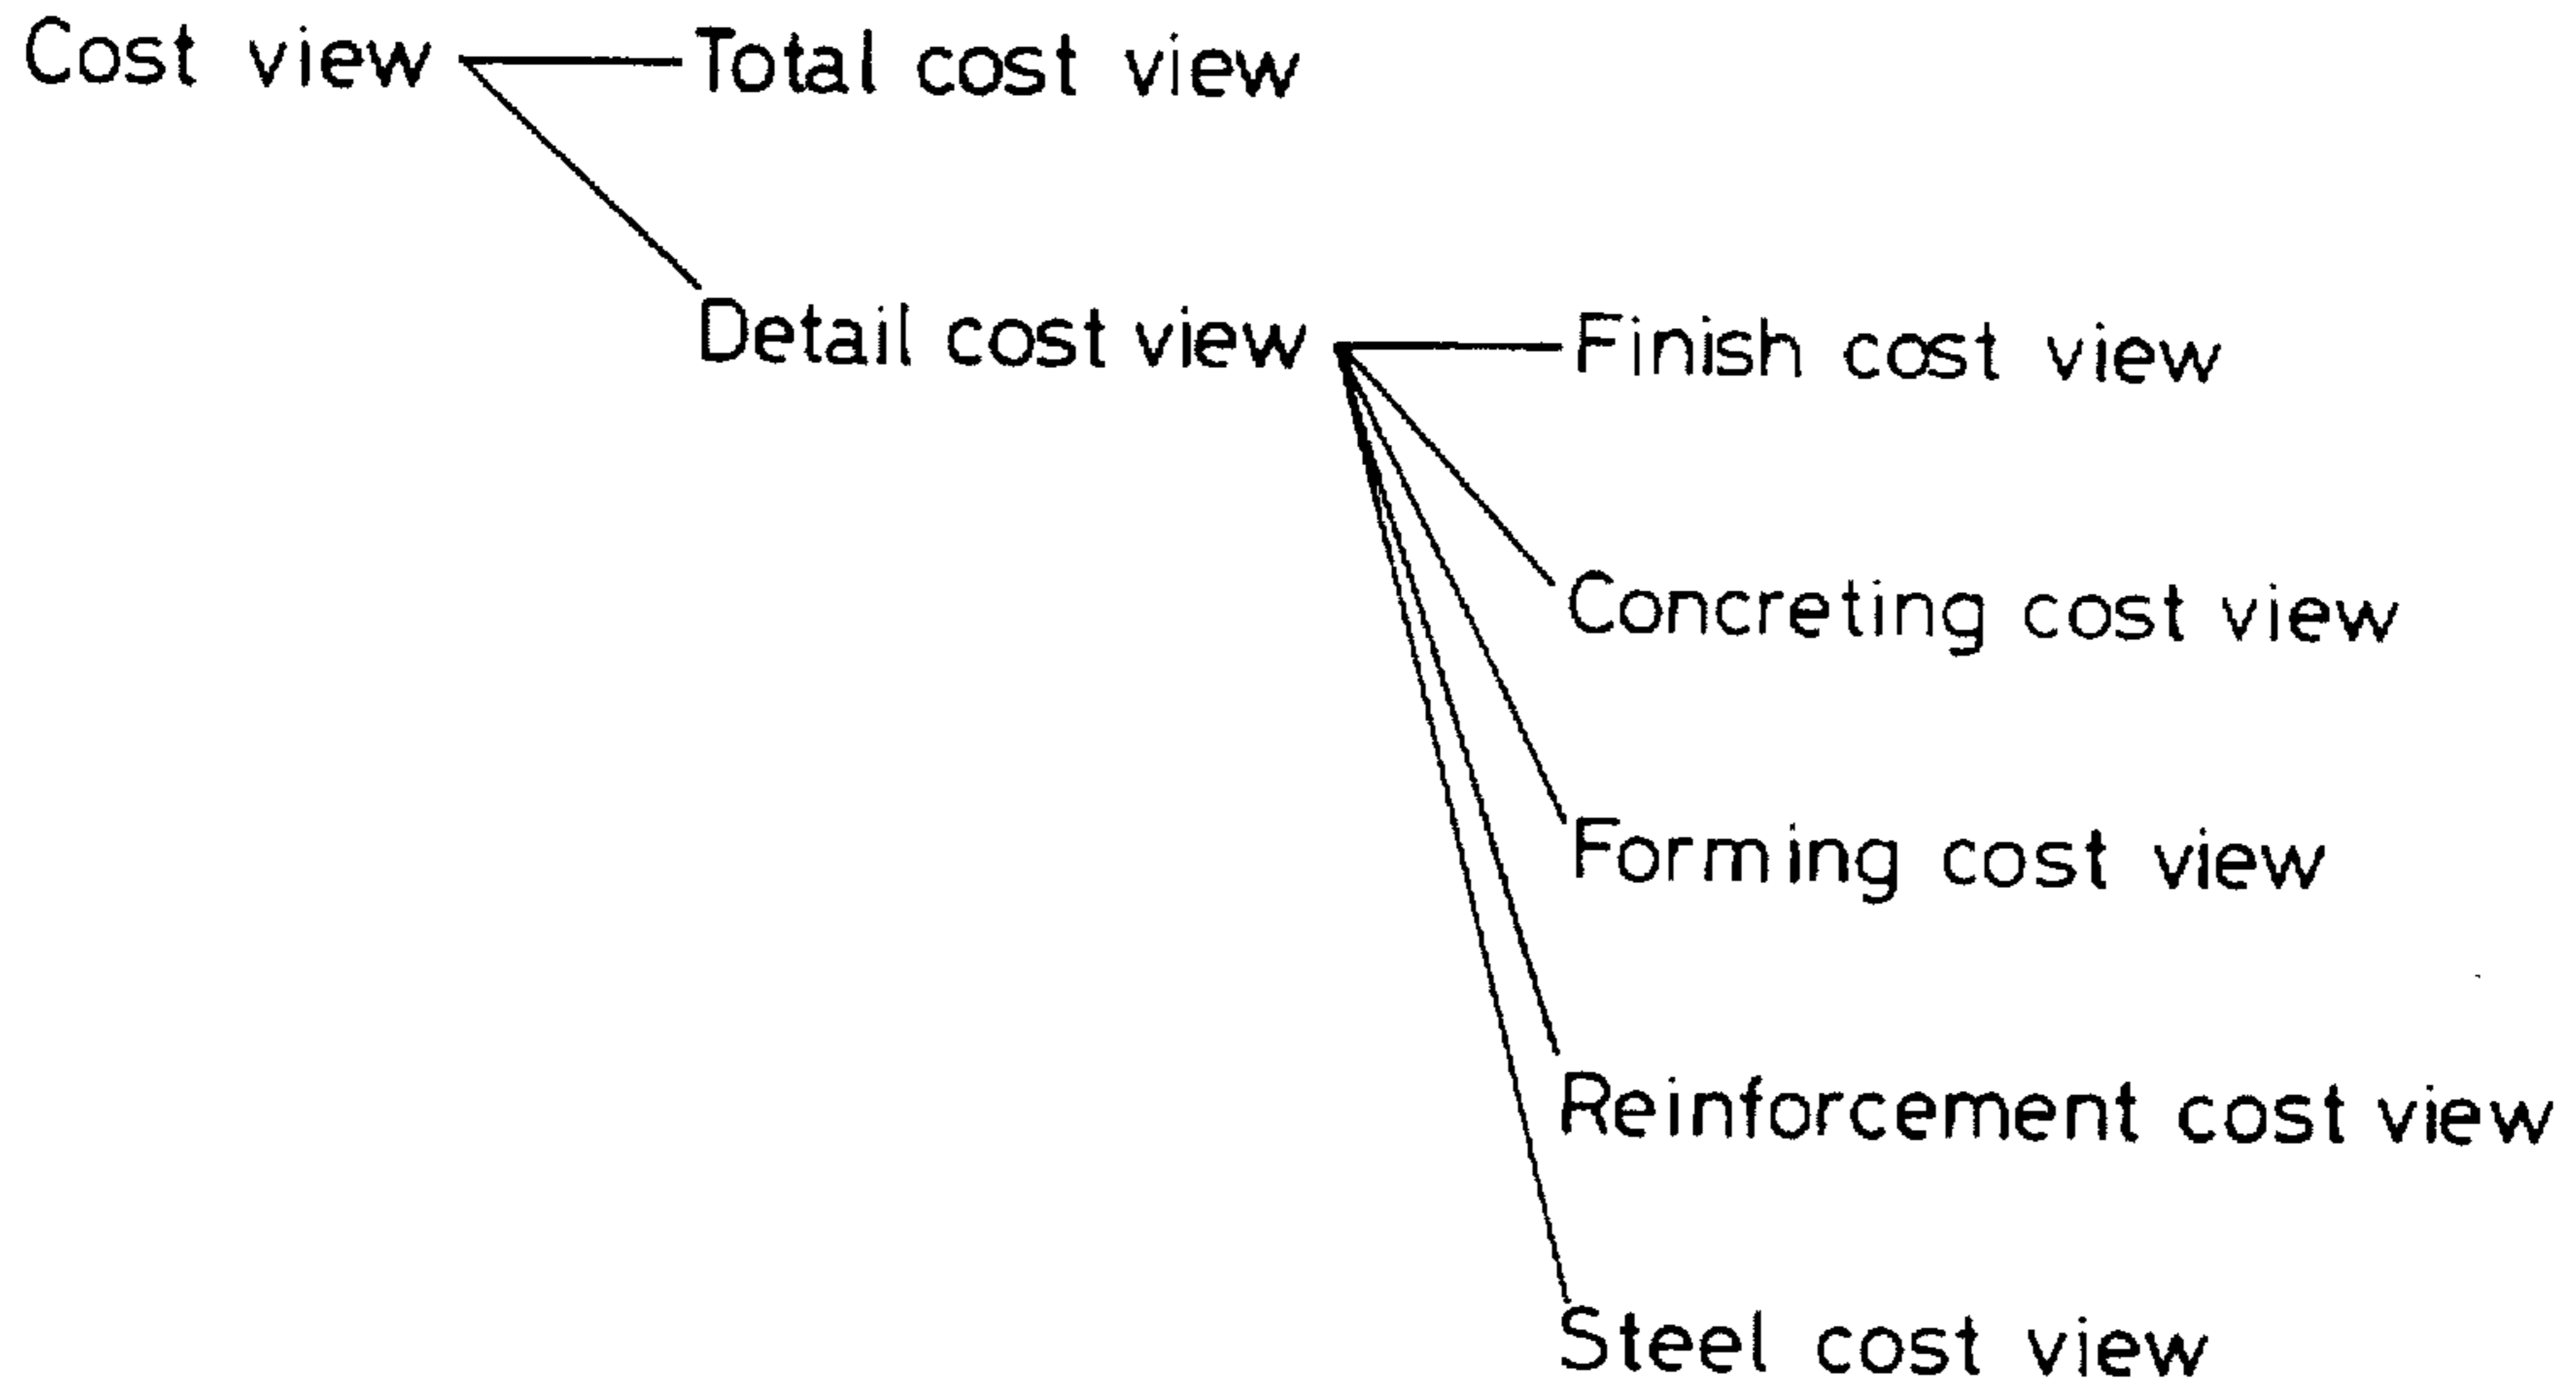 Cost view
Total cost view
Detail cost view
Finish cost view
Concreting cost view
Forming cost view
Reinforcement cost view
Steel cost view